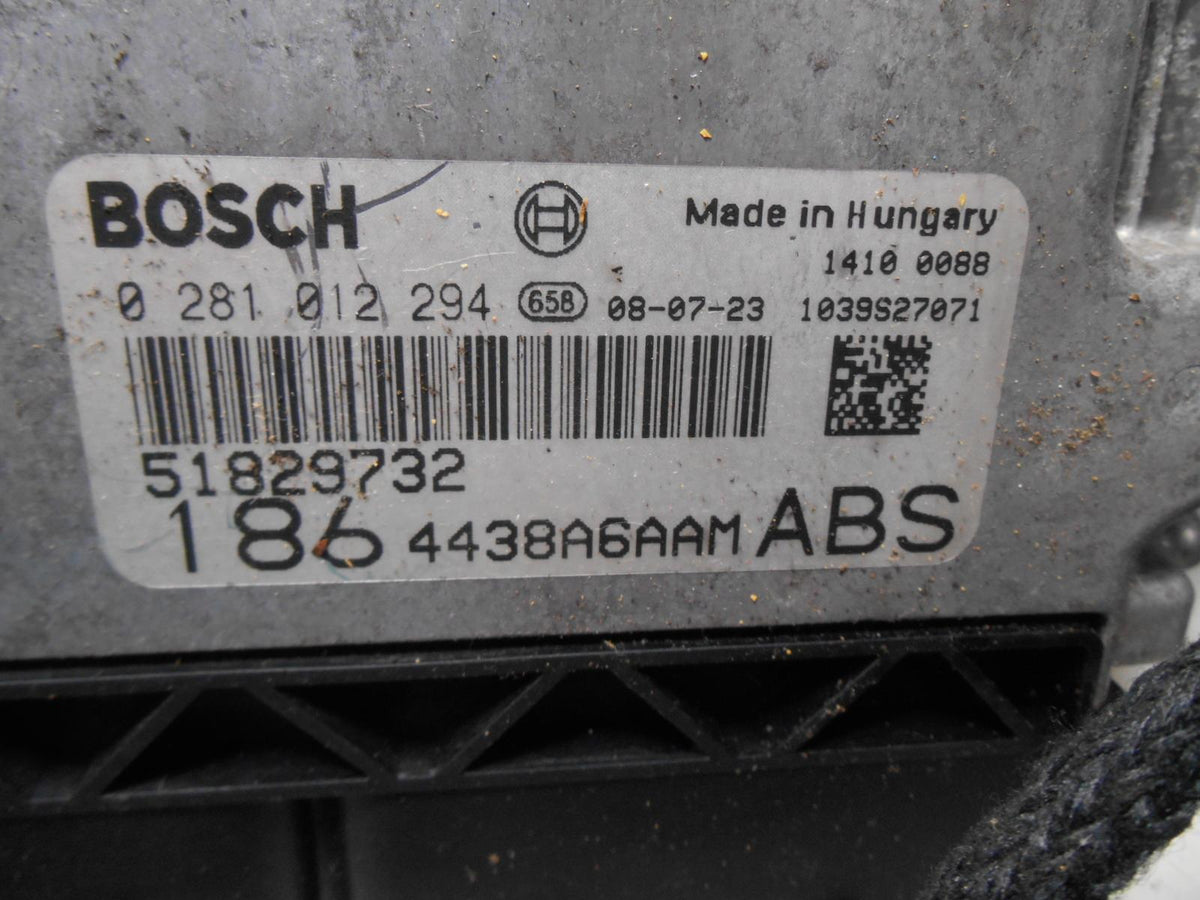 BOSCH Made in Hungary
1410 0088
0 281 012 294 658 08-07-23 1039S27071
51829732
186 4438A6AAM ABS